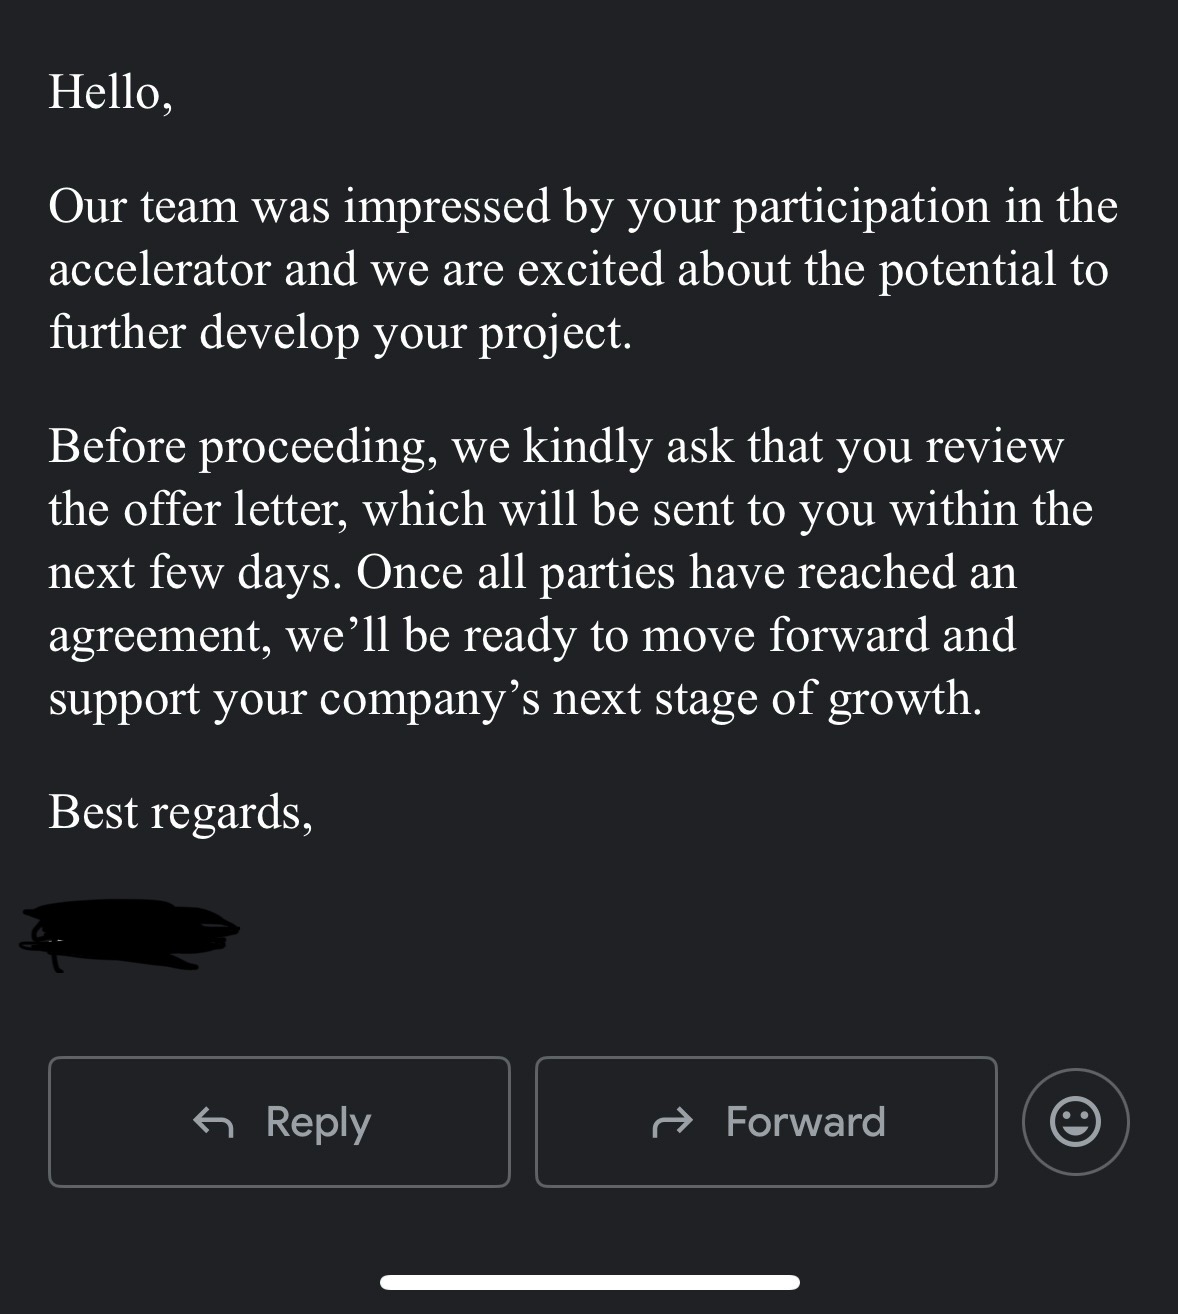 Hello,
Our team was impressed by your participation in the
accelerator and we are excited about the potential to
further develop your project.
Before proceeding, we kindly ask that you review
the offer letter, which will be sent to you within the
next few days. Once all parties have reached an
agreement, we’ll be ready to move forward and
support your company’s next stage of growth.
Best regards,
Reply
Forward